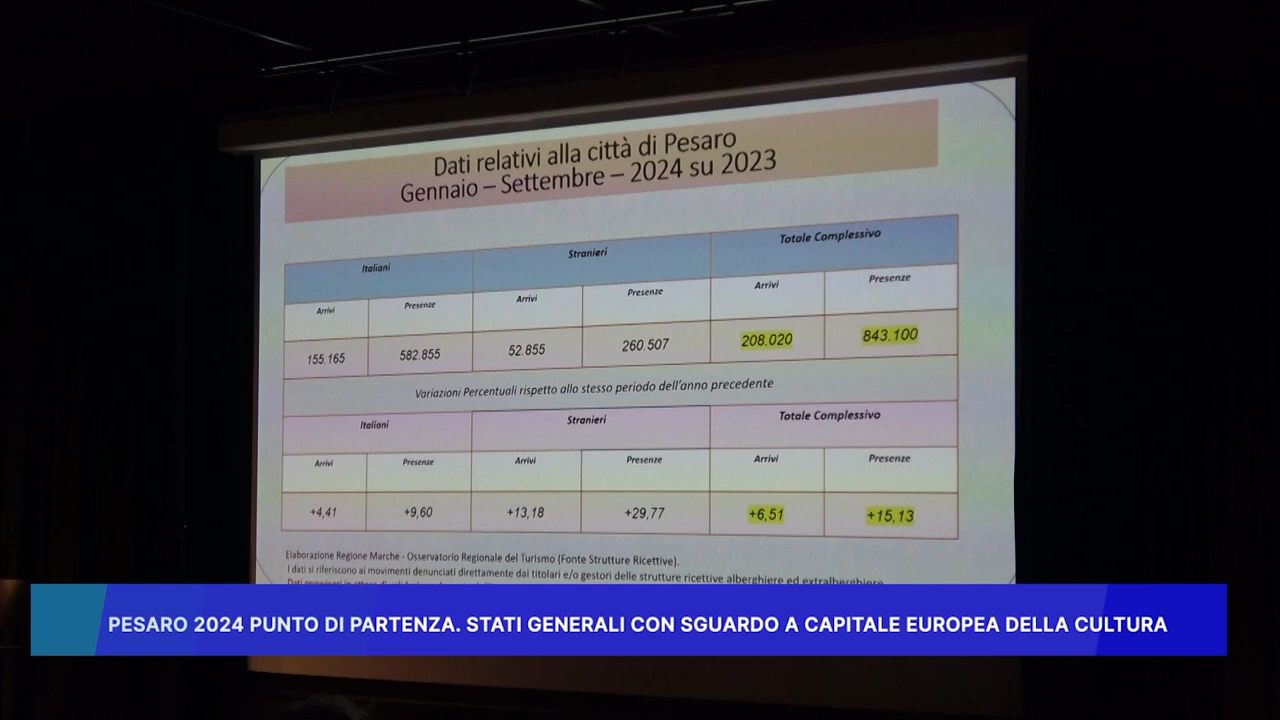 Dati relativi alla città di Pesaro
Gennaio – Settembre – 2024 su 2023
Italiani Stranieri Totale Complessivo
Arrivi Presenze Arrivi Presenze Arrivi Presenze
155.165 582.855 52.855 260.507 208.020 843.100
Variazioni Percentuali rispetto allo stesso periodo dell'anno precedente
Italiani Stranieri Totale Complessivo
Arrivi Presenze Arrivi Presenze Arrivi Presenze
+4,41 +9,60 +13,18 +29,77 +6,51 +15,13
Elaborazione Regione Marche - Osservatorio Regionale del Turismo (Fonte Strutture Ricettive).
I dati si riferiscono ai movimenti denunciati direttamente dai titolari e/o gestori delle strutture ricettive alberghiere ed extralberghiere
PESARO 2024 PUNTO DI PARTENZA. STATI GENERALI CON SGUARDO A CAPITALE EUROPEA DELLA CULTURA